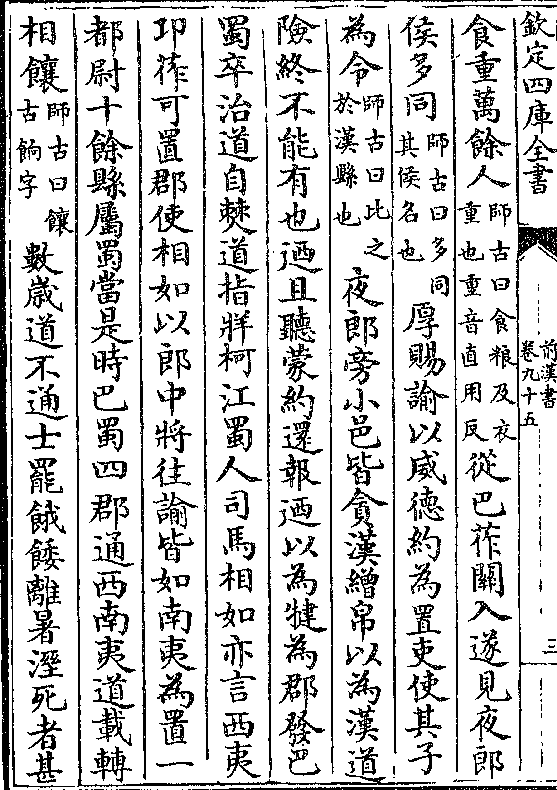 欽定四庫全書
前漢書
卷九十五
三
食重萬餘人師古曰食粮及衣重也重音直用反從巴莋關入遂見夜郎
侯多同師古曰多同其侯名也厚賜諭以威德約為置吏使其子
為令師古曰比之於漢縣也夜郎旁小邑皆貪漢繒帛以為漢道
險終不能有也廼且聽蒙約還報廼以為犍為郡發巴
蜀卒治道自僰道指牂柯江蜀人司馬相如亦言西夷
卭莋可置郡使相如以郎中將往諭皆如南夷為置一
都尉十餘縣屬蜀當是時巴蜀四郡通西南夷道載轉
相饟師古曰饟古餉字數歲道不通士罷餓餧離暑溼死者甚